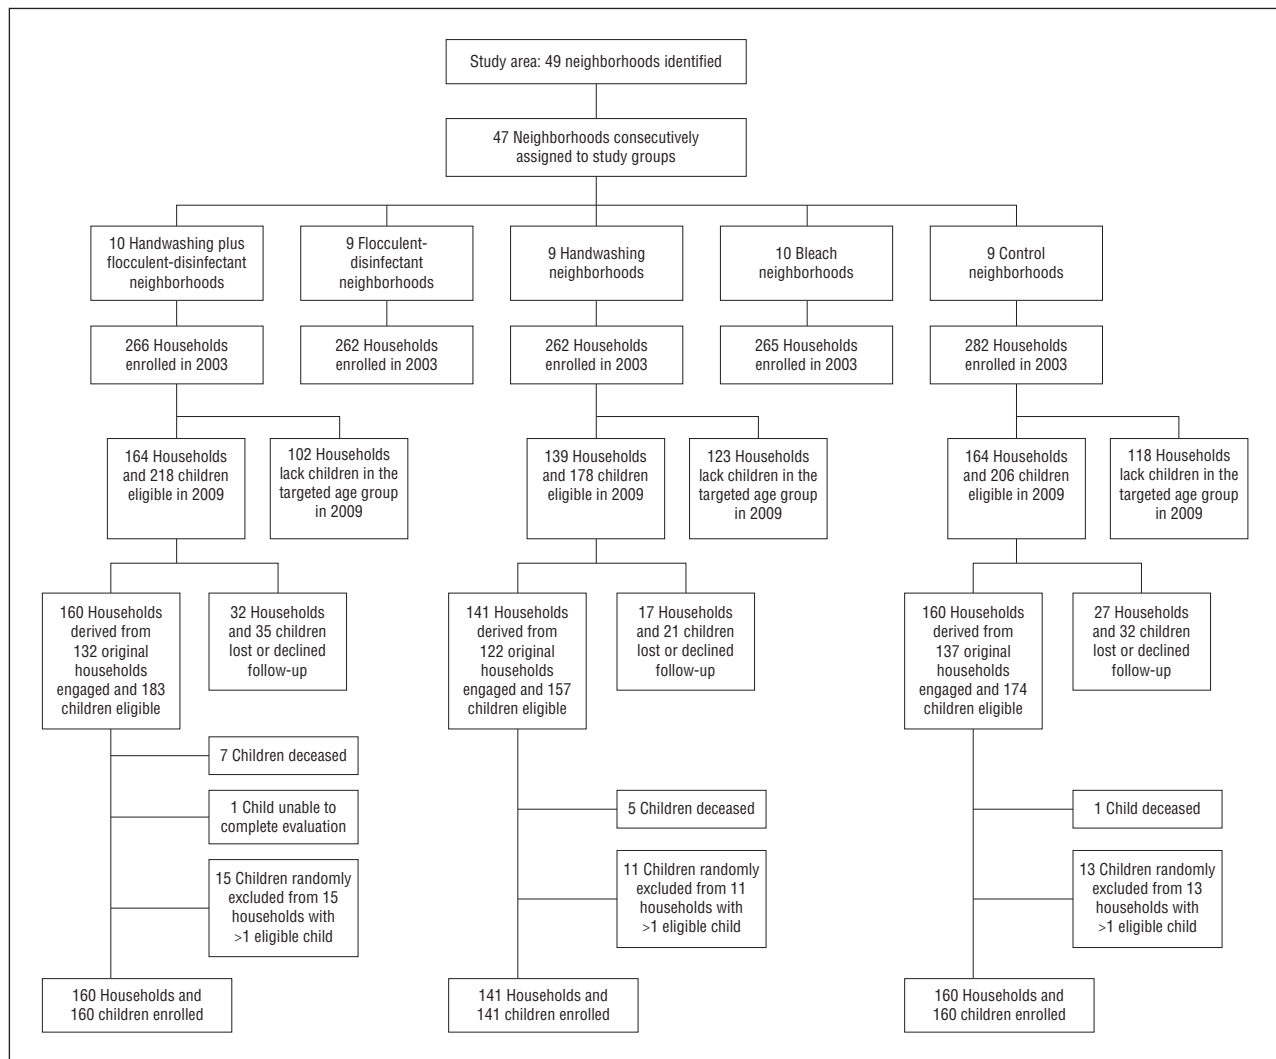 Study area: 49 neighborhoods identified
47 Neighborhoods consecutively
assigned to study groups
10 Handwashing plus
flocculent-disinfectant
neighborhoods
9 Flocculent-
disinfectant
neighborhoods
9 Handwashing
neighborhoods
10 Bleach
neighborhoods
9 Control
neighborhoods
266 Households
enrolled in 2003
262 Households
enrolled in 2003
262 Households
enrolled in 2003
265 Households
enrolled in 2003
282 Households
enrolled in 2003
164 Households
and 218 children
eligible in 2009
102 Households
lack children in the
targeted age group
in 2009
139 Households
and 178 children
eligible in 2009
123 Households
lack children in the
targeted age group
in 2009
164 Households
and 206 children
eligible in 2009
118 Households
lack children in the
targeted age group
in 2009
160 Households
derived from
132 original
households
engaged and 183
children eligible
32 Households
and 35 children
lost or declined
follow-up
141 Households
derived from
122 original
households
engaged and 157
children eligible
17 Households
and 21 children
lost or declined
follow-up
160 Households
derived from
137 original
households
engaged and 174
children eligible
27 Households
and 32 children
lost or declined
follow-up
7 Children deceased
1 Child unable to
complete evaluation
15 Children randomly
excluded from 15
households with
>1 eligible child
5 Children deceased
11 Children randomly
excluded from 11
households with
>1 eligible child
1 Child deceased
13 Children randomly
excluded from 13
households with
>1 eligible child
160 Households and
160 children enrolled
141 Households and
141 children enrolled
160 Households and
160 children enrolled